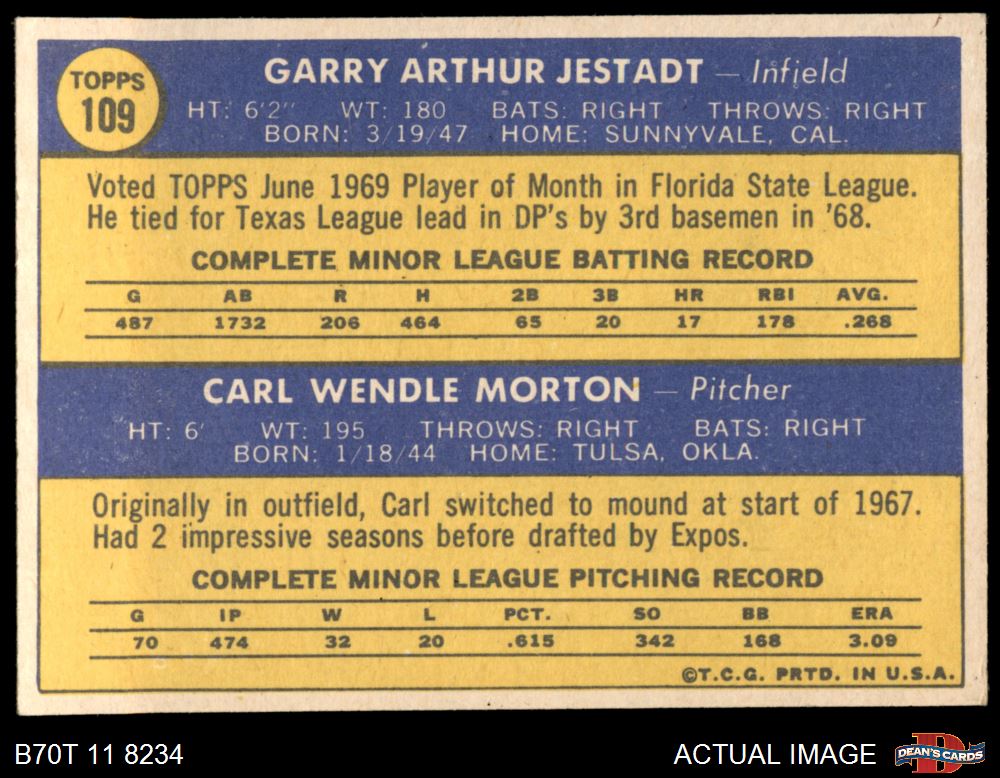 TOPPS
109
GARRY ARTHUR JESTADT — Infield
HT: 6'2" WT: 180 BATS: RIGHT THROWS: RIGHT
BORN: 3/19/47 HOME: SUNNYVALE, CAL.
Voted TOPPS June 1969 Player of Month in Florida State League.
He tied for Texas League lead in DP's by 3rd basemen in '68.
COMPLETE MINOR LEAGUE BATTING RECORD
G AB R H 2B 3B HR RBI AVG.
487 1732 206 464 65 20 17 178 .268
CARL WENDLE MORTON — Pitcher
HT: 6' WT: 195 THROWS: RIGHT BATS: RIGHT
BORN: 1/18/44 HOME: TULSA, OKLA.
Originally in outfield, Carl switched to mound at start of 1967.
Had 2 impressive seasons before drafted by Expos.
COMPLETE MINOR LEAGUE PITCHING RECORD
G IP W L PCT. SO BB ERA
70 474 32 20 .615 342 168 3.09
©T.C.G. PRTD. IN U.S.A.
B70T 11 8234 ACTUAL IMAGE DEAN'S CARDS